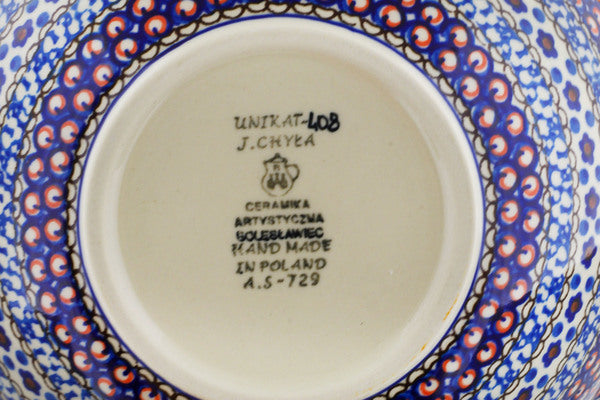 UNIKAT-408
J.CHYŁA
CERAMIKA
ARTYSTYCZNA
BOLESŁAWIEC
HAND MADE
IN POLAND
A.S-729